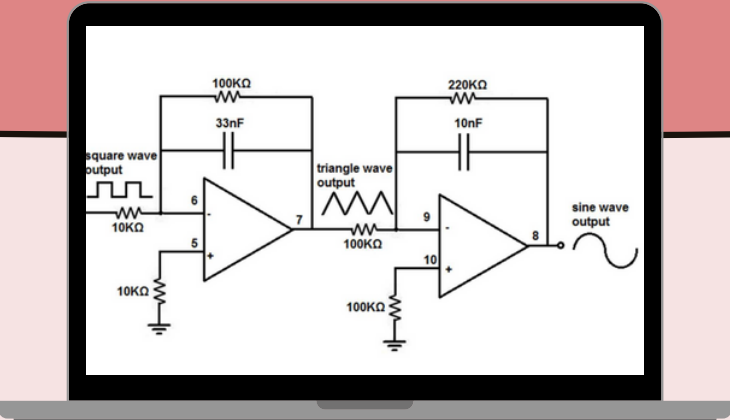 100KΩ
33nF
square wave
output
10KΩ
6
-
5
+
10KΩ
7
triangle wave
output
100KΩ
220KΩ
10nF
9
-
10
+
100KΩ
8
sine wave
output